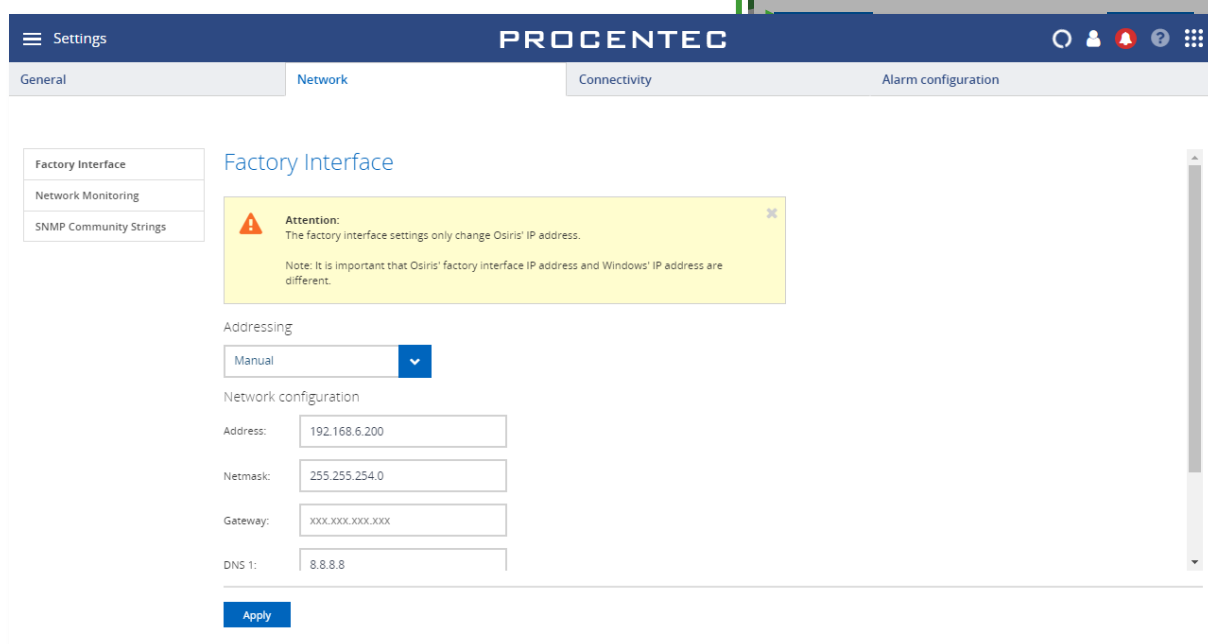 Settings
PROCENTEC
General
Network
Connectivity
Alarm configuration
Factory Interface
Network Monitoring
SNMP Community Strings
Factory Interface
Attention:
The factory interface settings only change Osiris' IP address.
Note: It is important that Osiris' factory interface IP address and Windows' IP address are
different.
Addressing
Manual
Network configuration
Address: 192.168.6.200
Netmask: 255.255.254.0
Gateway: xxx.xxx.xxx.xxx
DNS 1: 8.8.8.8
Apply